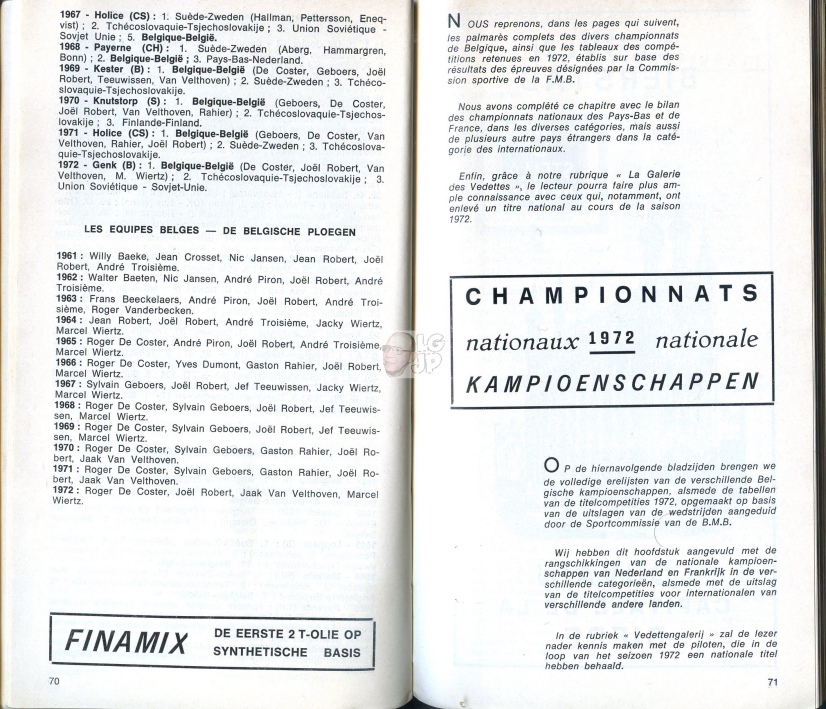 1967 - Holice (CS) : 1. Suède-Zweden (Hallman, Pettersson, Eneq-
vist) ; 2. Tchécoslovaquie-Tsjechoslovakije ; 3. Union Soviétique -
Sovjet Unie ; 5. Belgique-België.
1968 - Payerne (CH) : 1. Suède-Zweden (Aberg, Hammargren,
Bonn) ; 2. Belgique-België ; 3. Pays-Bas-Nederland.
1969 - Kester (B) : 1. Belgique-België (De Coster, Geboers, Joël
Robert, Teeuwissen, Van Velthoven) ; 2. Suède-Zweden ; 3. Tchéco-
slovaquie-Tsjechoslovakije.
1970 - Knutstorp (S) : 1. Belgique-België (Geboers, De Coster,
Joël Robert, Van Velthoven, Rahier) ; 2. Tchécoslovaquie-Tsjechos-
lovakije ; 3. Finlande-Finland.
1971 - Holice (CS) : 1. Belgique-België (Geboers, De Coster, Van
Velthoven, Rahier, Joël Robert) ; 2. Suède-Zweden ; 3. Tchécoslova-
quie-Tsjechoslovakije.
1972 - Genk (B) : 1. Belgique-België (De Coster, Joël Robert, Van
Velthoven, M. Wiertz) ; 2. Tchécoslovaquie-Tsjechoslovakije ; 3.
Union Soviétique - Sovjet-Unie.
LES EQUIPES BELGES — DE BELGISCHE PLOEGEN
1961 : Willy Baeke, Jean Crosset, Nic Jansen, Jean Robert, Joël
Robert, André Troisième.
1962 : Walter Baeten, Nic Jansen, André Piron, Joël Robert, André
Troisième.
1963 : Frans Beeckelaers, André Piron, Joël Robert, André Troi-
sième, Roger Vanderbecken.
1964 : Jean Robert, Joël Robert, André Troisième, Jacky Wiertz,
Marcel Wiertz.
1965 : Roger De Coster, André Piron, Joël Robert, André Troisième,
Marcel Wiertz.
1966 : Roger De Coster, Yves Dumont, Gaston Rahier, Joël Robert,
Marcel Wiertz.
1967 : Sylvain Geboers, Joël Robert, Jef Teeuwissen, Jacky Wiertz,
Marcel Wiertz.
1968 : Roger De Coster, Sylvain Geboers, Joël Robert, Jef Teeuwis-
sen, Marcel Wiertz.
1969 : Roger De Coster, Sylvain Geboers, Joël Robert, Jef Teeuwis-
sen, Marcel Wiertz.
1970 : Roger De Coster, Sylvain Geboers, Gaston Rahier, Joël Ro-
bert, Jaak Van Velthoven.
1971 : Roger De Coster, Sylvain Geboers, Gaston Rahier, Joël Ro-
bert, Jaak Van Velthoven.
1972 : Roger De Coster, Joël Robert, Jaak Van Velthoven, Marcel
Wiertz.
FINAMIX
DE EERSTE 2 T-OLIE OP
SYNTHETISCHE BASIS
70
NOUS reprenons, dans les pages qui suivent,
les palmarès complets des divers championnats
de Belgique, ainsi que les tableaux des compé-
titions retenues en 1972, établis sur base des
résultats des épreuves désignées par la Commis-
sion sportive de la F.M.B.
Nous avons complété ce chapitre avec le bilan
des championnats nationaux des Pays-Bas et de
France, dans les diverses catégories, mais aussi
de plusieurs autre pays étrangers dans la caté-
gorie des internationaux.
Enfin, grâce à notre rubrique « La Galerie
des Vedettes », le lecteur pourra faire plus am-
ple connaissance avec ceux qui, notamment, ont
enlevé un titre national au cours de la saison
1972.
CHAMPIONNATS
nationaux 1972 nationale
KAMPIOENSCHAPPEN
OP de hiernavolgende bladzijden brengen we
de volledige erelijsten van de verschillende Bel-
gische kampioenschappen, alsmede de tabellen
van de titelcompetities 1972, opgemaakt op basis
van de uitslagen van de wedstrijden aangeduid
door de Sportcommissie van de B.M.B.
Wij hebben dit hoofdstuk aangevuld met de
rangschikkingen van de nationale kampioen-
schappen van Nederland en Frankrijk in de ver-
schillende categorieën, alsmede met de uitslag
van de titelcompetities voor internationalen van
verschillende andere landen.
In de rubriek « Vedettengalerij » zal de lezer
nader kennis maken met de piloten, die in de
loop van het seizoen 1972 een nationale titel
hebben behaald.
71
LG
JP